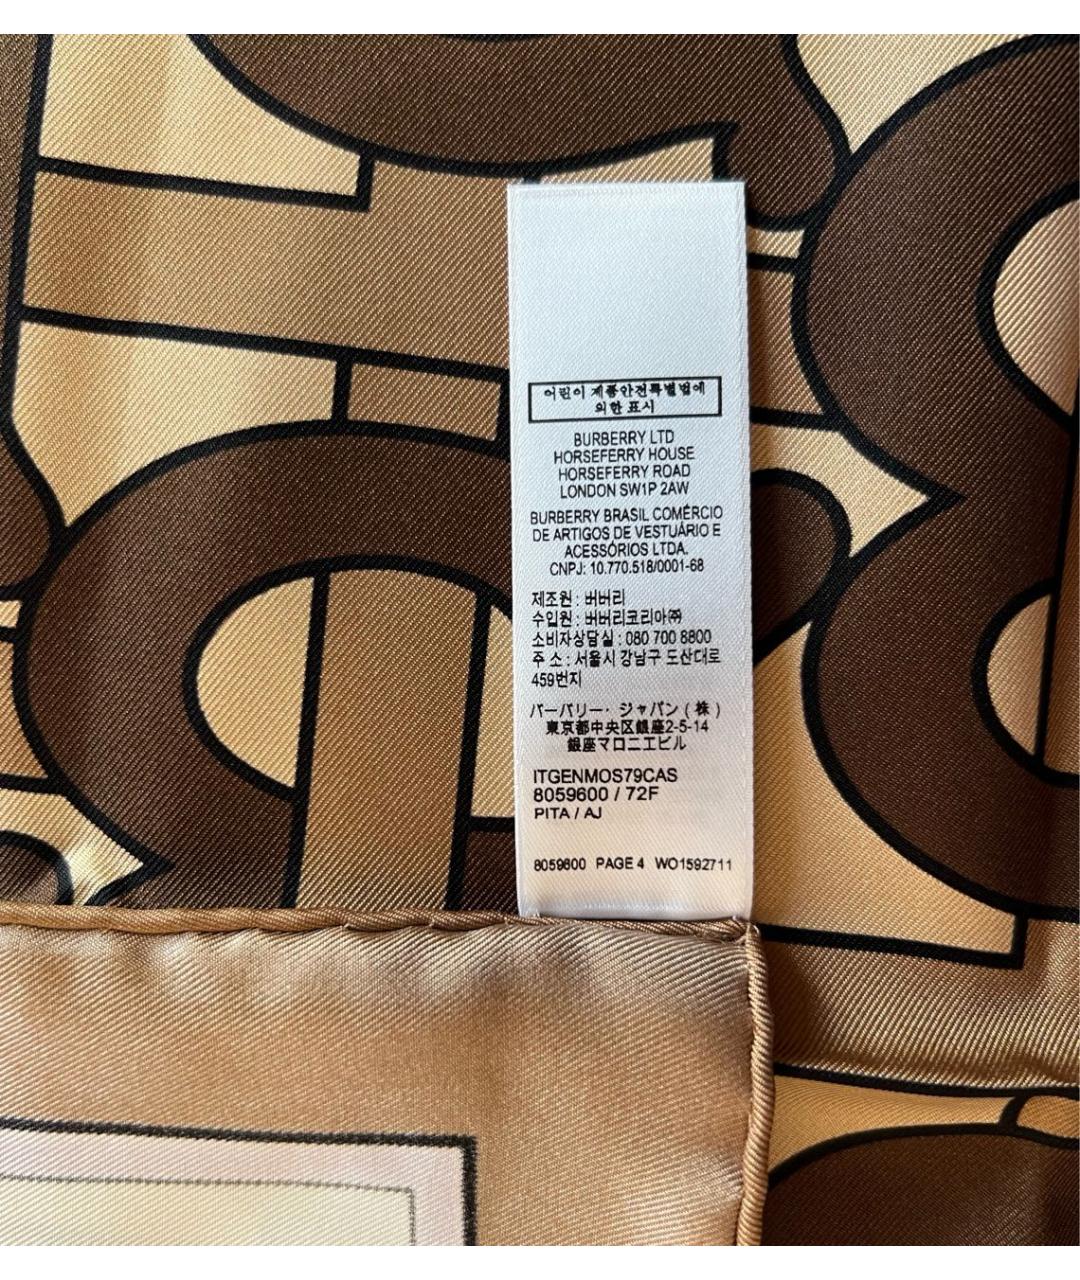 어린이 제품안전특별법에
의한 표시
BURBERRY LTD
HORSEFERRY HOUSE
HORSEFERRY ROAD
LONDON SW1P 2AW
BURBERRY BRASIL COMÉRCIO
DE ARTIGOS DE VESTUÁRIO E
ACESSÓRIOS LTDA.
CNPJ: 10.770.518/0001-68
제조원 : 버버리
수입원 : 버버리코리아㈜
소비자상담실 : 080 700 8800
주 소 : 서울시 강남구 도산대로
459번지
バーバリー・ジャパン ( 株 )
東京都中央区銀座2-5-14
銀座マロニエビル
ITGENMOS79CAS
8059600 / 72F
PITA / AJ
8059600 PAGE 4 WO1592711